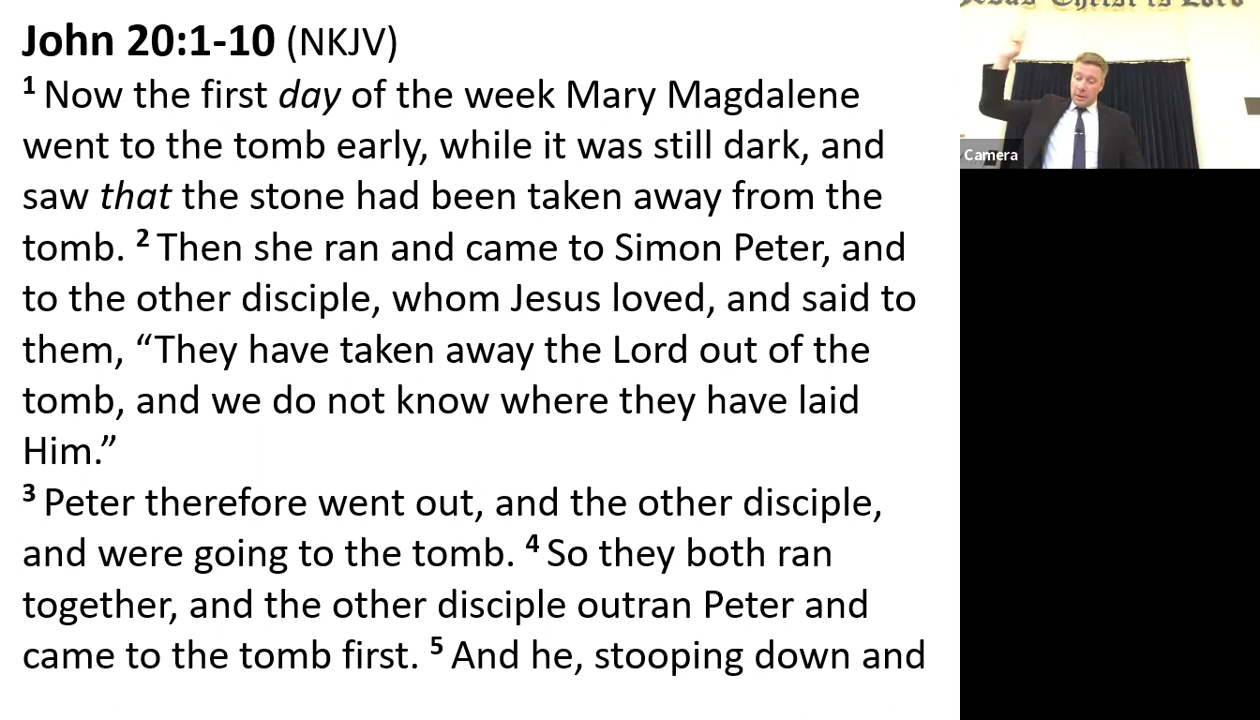 John 20:1-10 (NKJV)
1 Now the first day of the week Mary Magdalene
went to the tomb early, while it was still dark, and
saw that the stone had been taken away from the
tomb. 2 Then she ran and came to Simon Peter, and
to the other disciple, whom Jesus loved, and said to
them, “They have taken away the Lord out of the
tomb, and we do not know where they have laid
Him.”
3 Peter therefore went out, and the other disciple,
and were going to the tomb. 4 So they both ran
together, and the other disciple outran Peter and
came to the tomb first. 5 And he, stooping down and
Jesus Christ is Lord
Camera